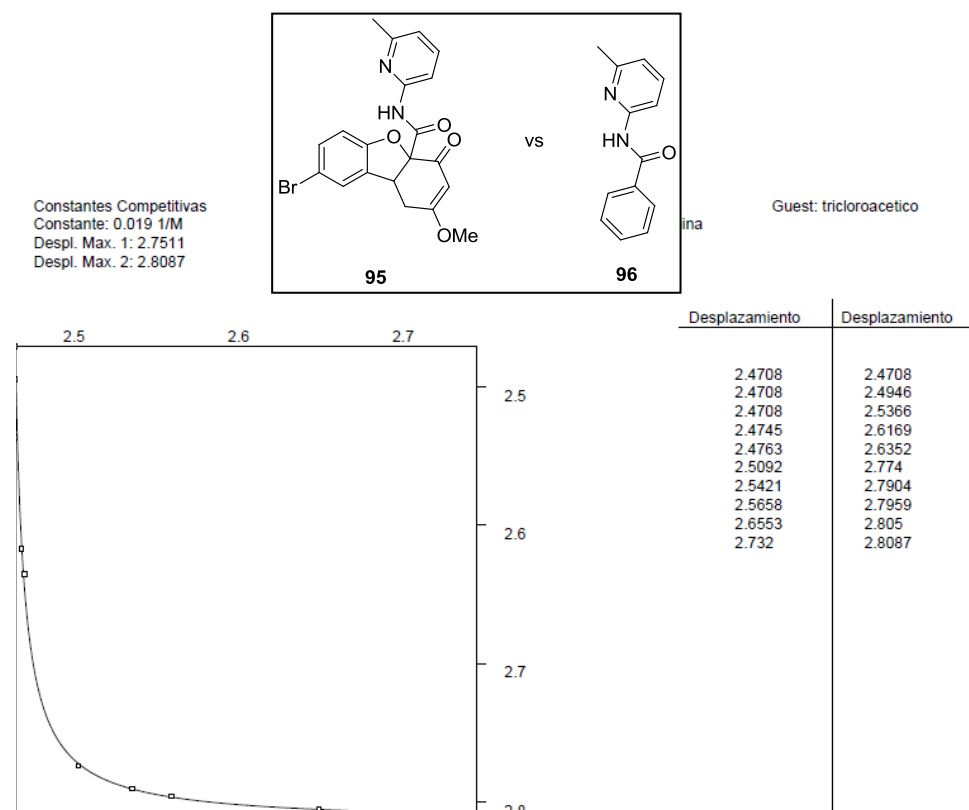 N
HN
O
O
O
Br
OMe
95
vs
N
HN
O
96
Constantes Competitivas
Constante: 0.019 1/M
Despl. Max. 1: 2.7511
Despl. Max. 2: 2.8087
ina
Guest: tricloroacetico
2.5 2.6 2.7
2.5
2.6
2.7
2.8
Desplazamiento Desplazamiento
2.4708 2.4708
2.4708 2.4946
2.4708 2.5366
2.4745 2.6169
2.4763 2.6352
2.5092 2.774
2.5421 2.7904
2.5658 2.7959
2.6553 2.805
2.732 2.8087